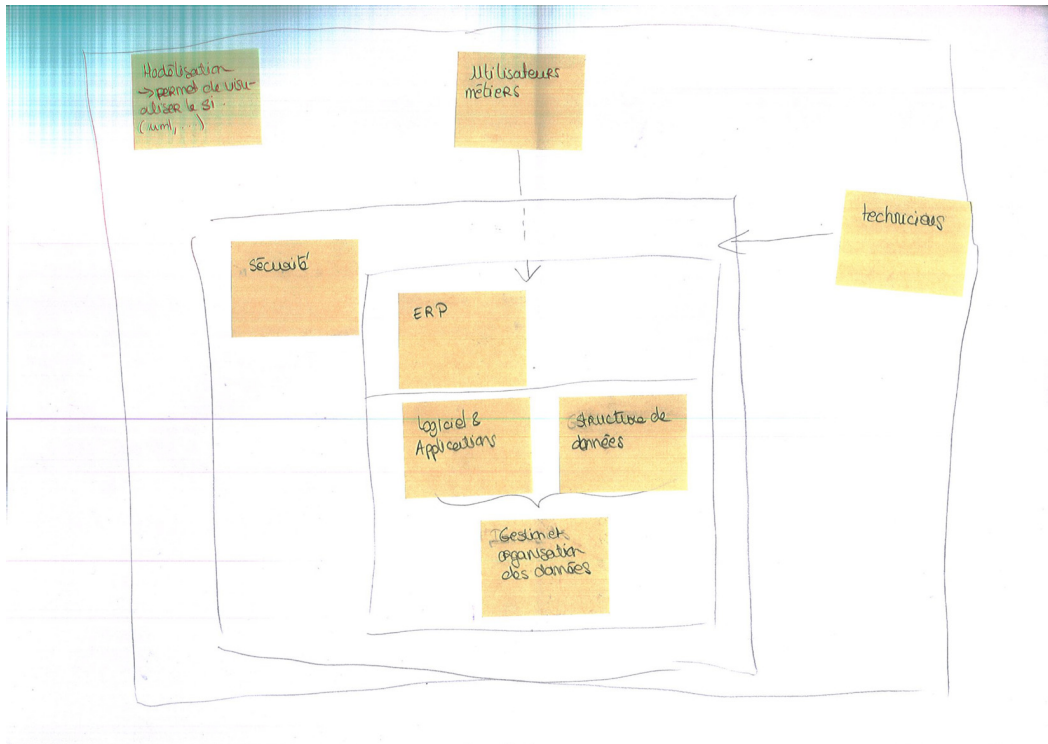 Modélisation
-> permet de visu-
aliser le SI.
(uml, ...)
Utilisateurs
métiers
techniciens
sécurité
ERP
Logiciel &
Applications
Structure de
données
Gestion et
organisation
des données